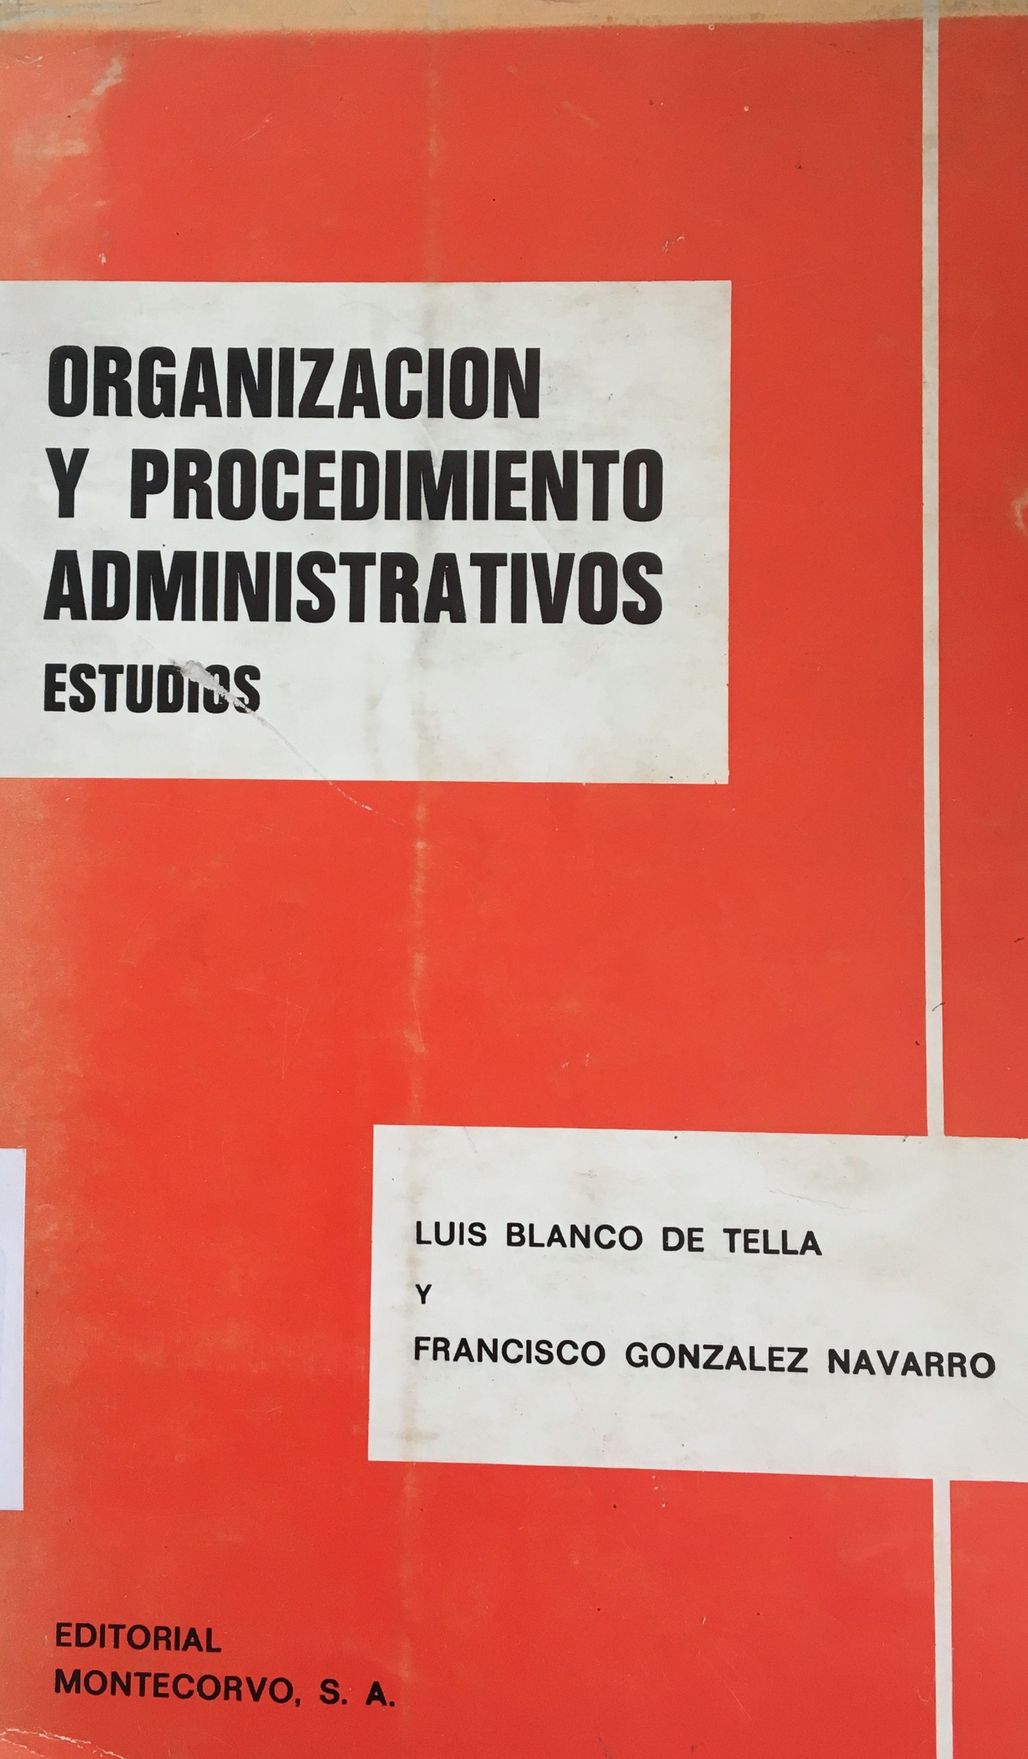 ORGANIZACION
Y PROCEDIMIENTO
ADMINISTRATIVOS
ESTUDIOS
LUIS BLANCO DE TELLA
Y
FRANCISCO GONZALEZ NAVARRO
EDITORIAL
MONTECORVO, S. A.